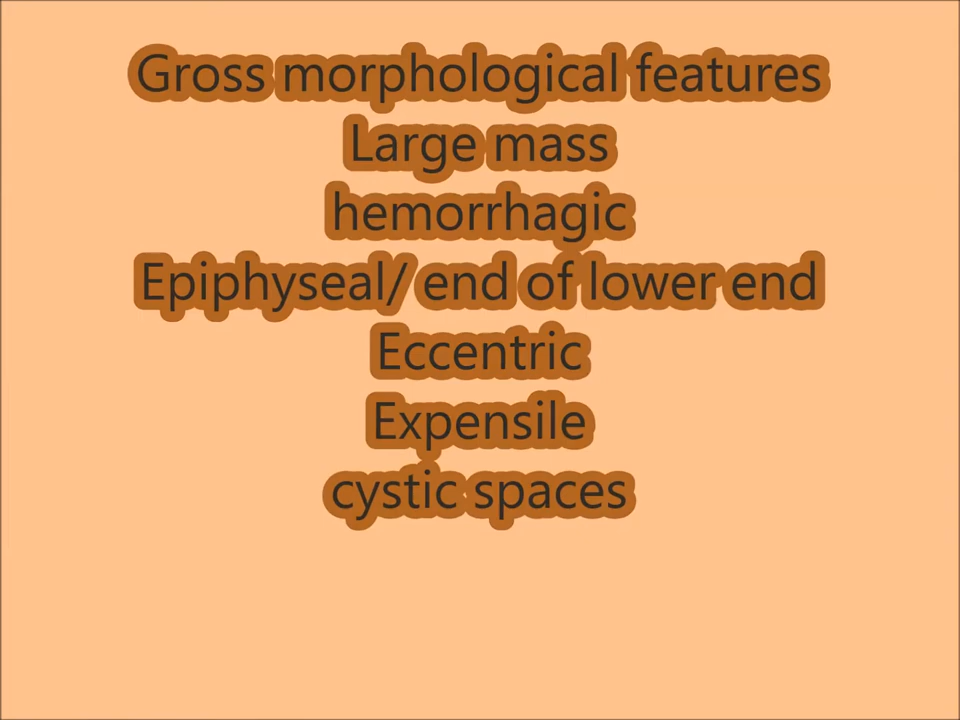 Gross morphological features
Large mass
hemorrhagic
Epiphyseal/ end of lower end
Eccentric
Expensile
cystic spaces